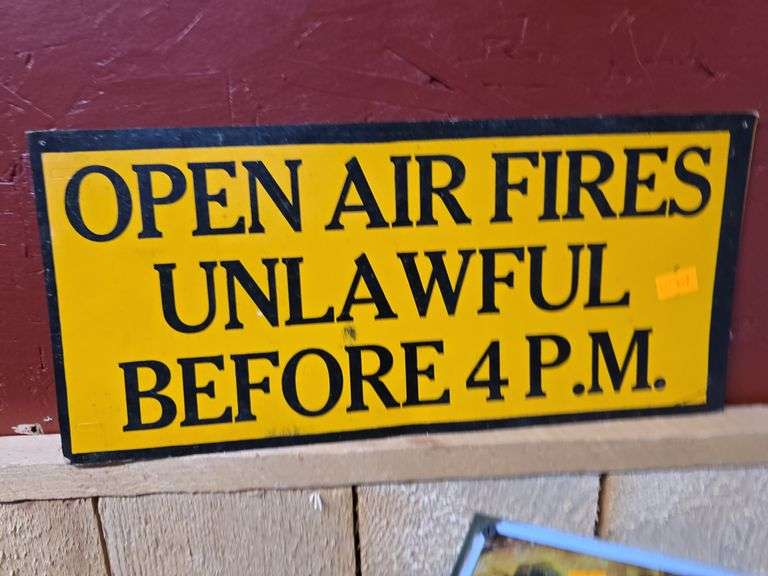 OPEN AIR FIRES
UNLAWFUL
BEFORE 4 P.M.